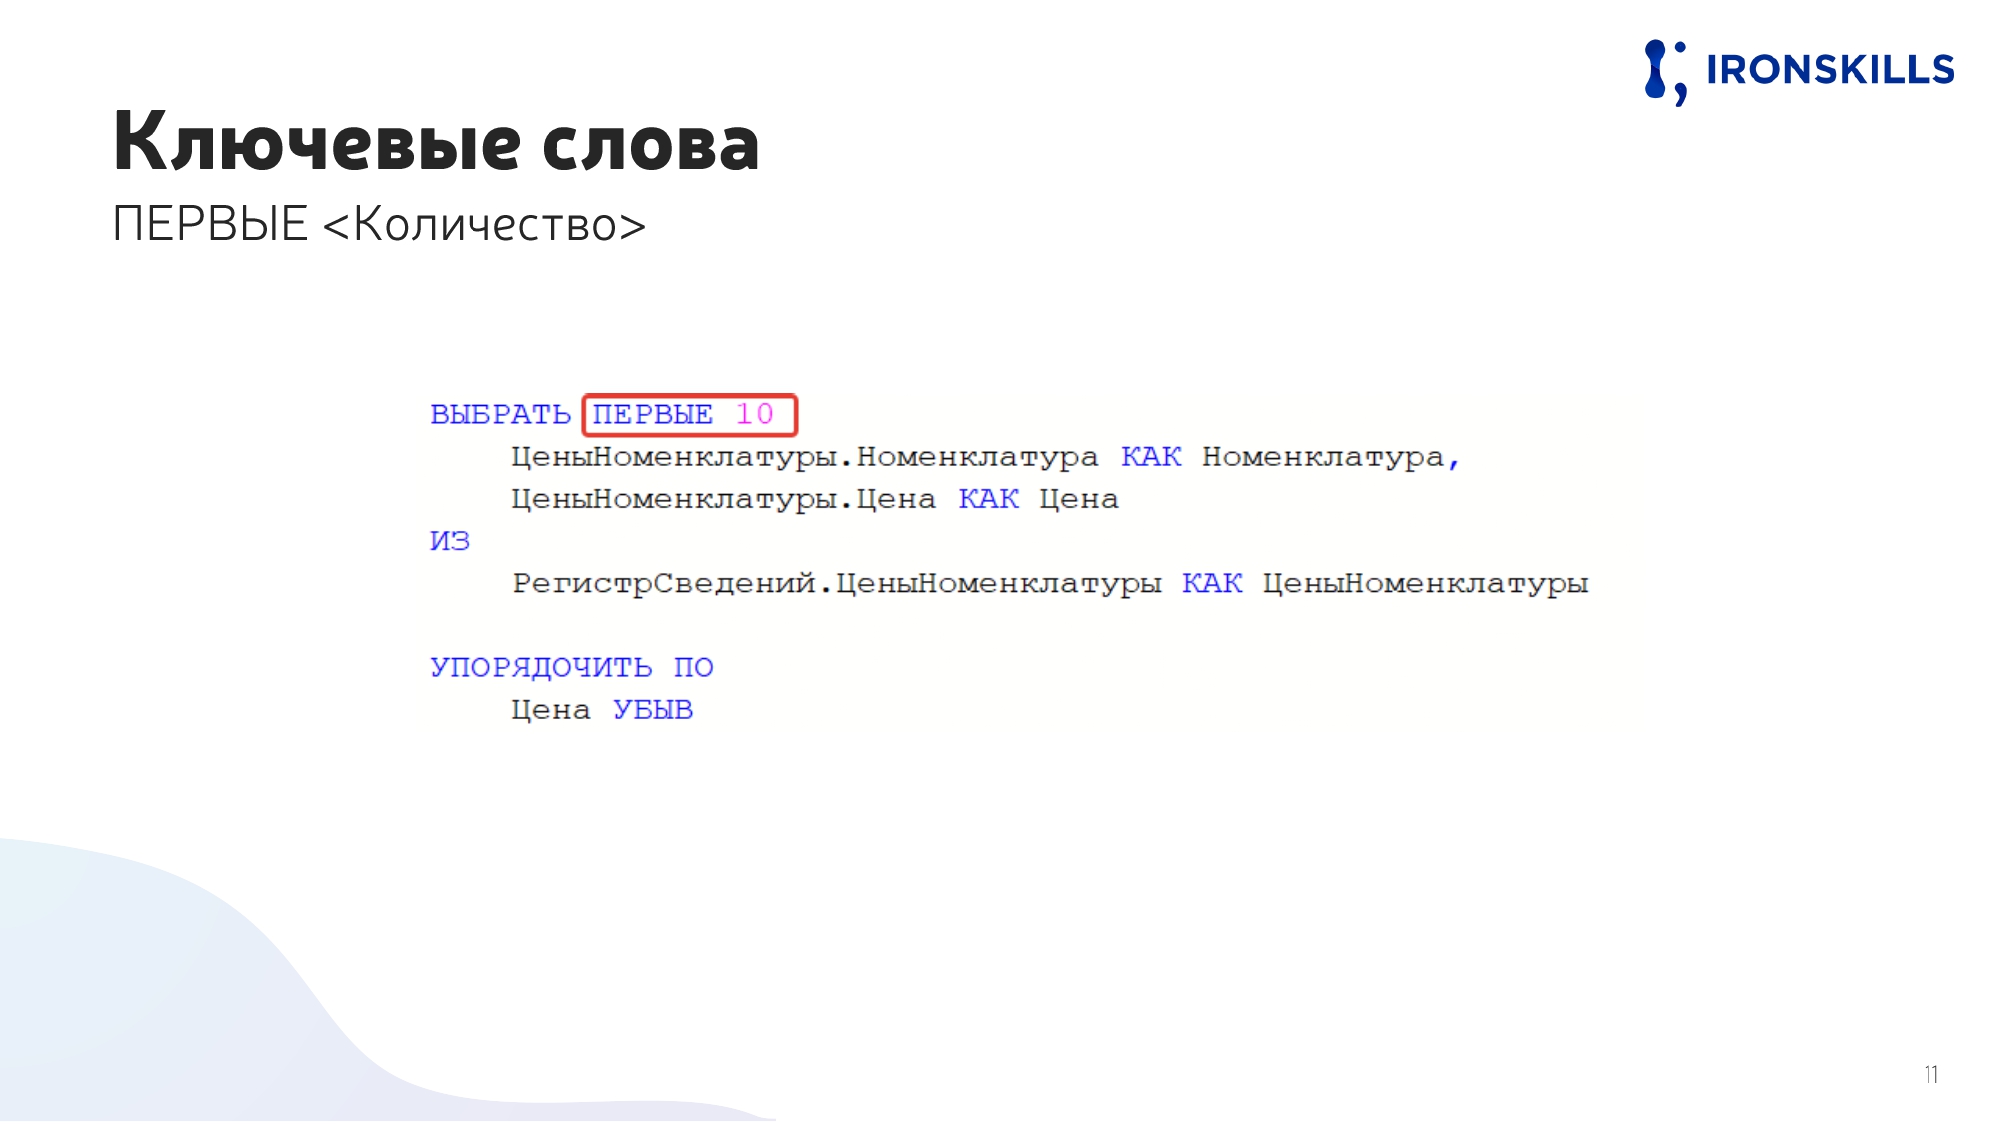 IRONSKILLS
Ключевые слова
ПЕРВЫЕ <Количество>
ВЫБРАТЬ ПЕРВЫЕ 10
ЦеныНоменклатуры.Номенклатура КАК Номенклатура,
ЦеныНоменклатуры.Цена КАК Цена
ИЗ
РегистрСведений.ЦеныНоменклатуры КАК ЦеныНоменклатуры
УПОРЯДОЧИТЬ ПО
Цена УБЫВ
11